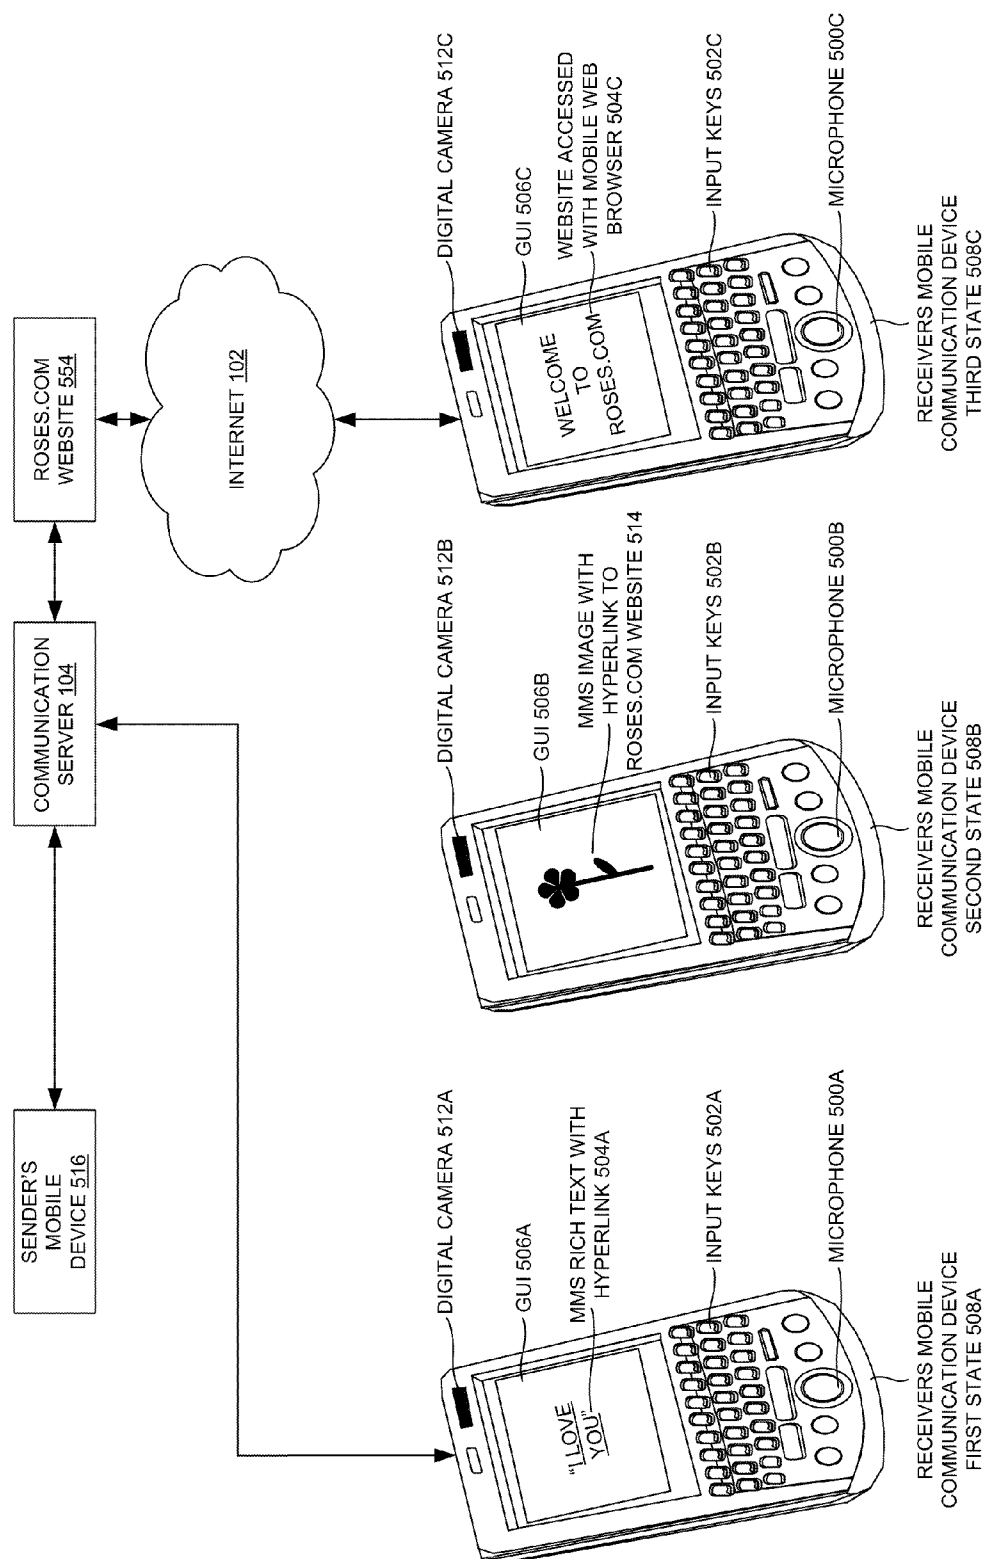 SENDER'S
MOBILE
DEVICE 516
COMMUNICATION
SERVER 104
ROSES.COM
WEBSITE 554
INTERNET 102
DIGITAL CAMERA 512A
GUI 506A
MMS RICH TEXT WITH
HYPERLINK 504A
"I LOVE
YOU"
INPUT KEYS 502A
MICROPHONE 500A
RECEIVERS MOBILE
COMMUNICATION DEVICE
FIRST STATE 508A
DIGITAL CAMERA 512B
GUI 506B
MMS IMAGE WITH
HYPERLINK TO
ROSES.COM WEBSITE 514
INPUT KEYS 502B
MICROPHONE 500B
RECEIVERS MOBILE
COMMUNICATION DEVICE
SECOND STATE 508B
DIGITAL CAMERA 512C
GUI 506C
WEBSITE ACCESSED
WITH MOBILE WEB
BROWSER 504C
WELCOME
TO
ROSES.COM
INPUT KEYS 502C
MICROPHONE 500C
RECEIVERS MOBILE
COMMUNICATION DEVICE
THIRD STATE 508C